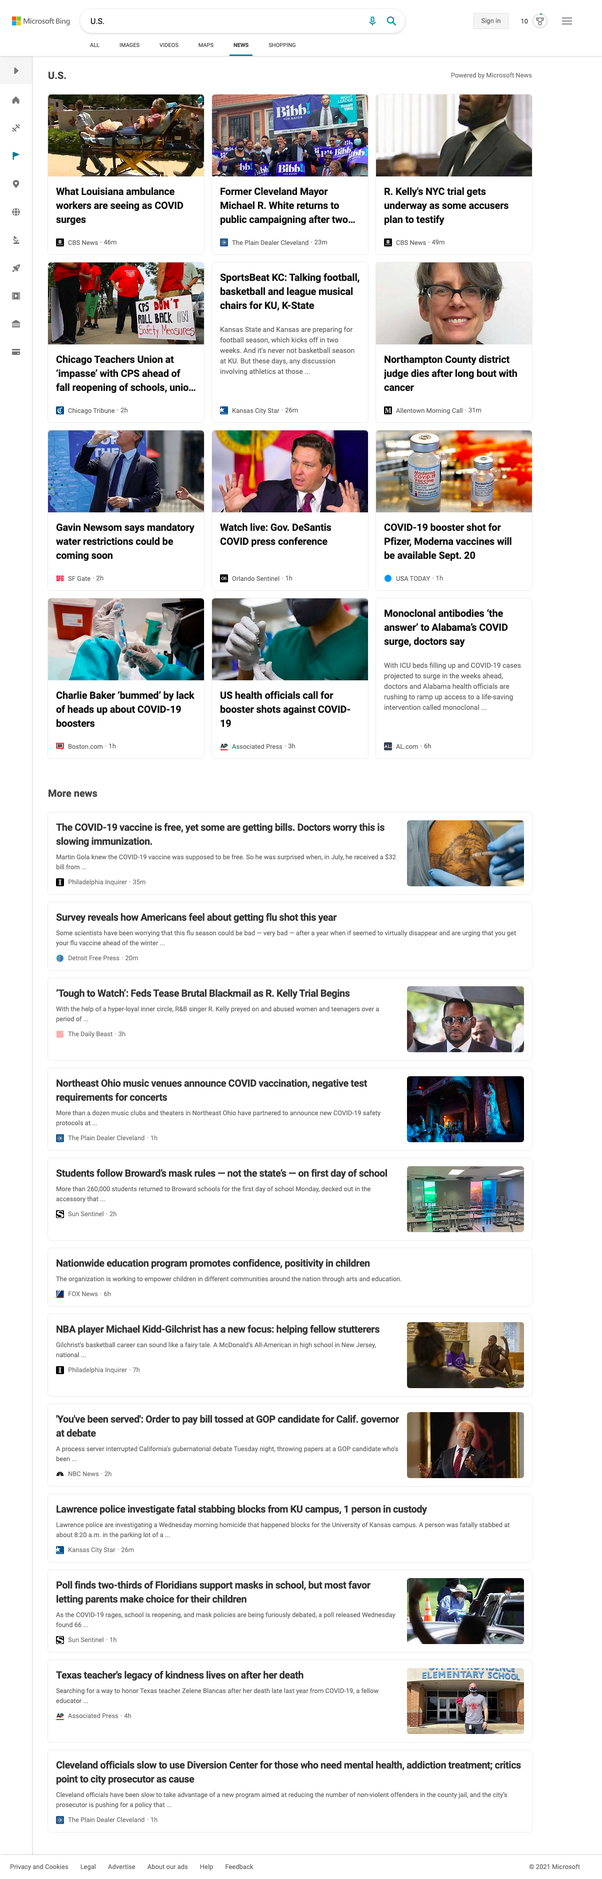 Microsoft Bing
U.S.
Sign in
10
ALL
IMAGES
VIDEOS
MAPS
NEWS
SHOPPING
U.S.
Powered by Microsoft News
What Louisiana ambulance
workers are seeing as COVID
surges
CBS News · 46m
Bibb!
Former Cleveland Mayor
Michael R. White returns to
public campaigning after two...
The Plain Dealer Cleveland · 23m
R. Kelly's NYC trial gets
underway as some accusers
plan to testify
CBS News · 49m
CPS DON'T
ROLL BACK
Safety Measures
Chicago Teachers Union at
'impasse' with CPS ahead of
fall reopening of schools, unio...
Chicago Tribune · 2h
SportsBeat KC: Talking football,
basketball and league musical
chairs for KU, K-State
Kansas State and Kansas are preparing for
football season, which kicks off in two
weeks. And it's never not basketball season
at KU. But these days, any discussion
involving athletics at those ...
Kansas City Star · 26m
Northampton County district
judge dies after long bout with
cancer
Allentown Morning Call · 31m
Gavin Newsom says mandatory
water restrictions could be
coming soon
SF Gate · 2h
Watch live: Gov. DeSantis
COVID press conference
Orlando Sentinel · 1h
COVID-19 booster shot for
Pfizer, Moderna vaccines will
be available Sept. 20
USA TODAY · 1h
Charlie Baker 'bummed' by lack
of heads up about COVID-19
boosters
Boston.com · 1h
US health officials call for
booster shots against COVID-
19
AP
Associated Press · 3h
Monoclonal antibodies 'the
answer' to Alabama's COVID
surge, doctors say
With ICU beds filling up and COVID-19 cases
projected to surge in the weeks ahead,
doctors and Alabama health officials are
rushing to ramp up access to a life-saving
intervention called monoclonal ...
AL.com · 6h
More news
The COVID-19 vaccine is free, yet some are getting bills. Doctors worry this is
slowing immunization.
Martin Gola knew the COVID-19 vaccine was supposed to be free. So he was surprised when, in July, he received a $32
bill from ...
Philadelphia Inquirer · 35m
Survey reveals how Americans feel about getting flu shot this year
Some scientists have been worrying that this flu season could be bad — very bad — after a year when if seemed to virtually disappear and are urging that you get
your flu vaccine ahead of the winter ...
Detroit Free Press · 20m
'Tough to Watch': Feds Tease Brutal Blackmail as R. Kelly Trial Begins
With the help of a hyper-loyal inner circle, R&B singer R. Kelly preyed on and abused women and teenagers over a
period of ...
The Daily Beast · 3h
Northeast Ohio music venues announce COVID vaccination, negative test
requirements for concerts
More than a dozen music clubs and theaters in Northeast Ohio have partnered to announce new COVID-19 safety
protocols at ...
The Plain Dealer Cleveland · 1h
Students follow Broward's mask rules — not the state's — on first day of school
More than 260,000 students returned to Broward schools for the first day of school Monday, decked out in the
accessory that ...
Sun Sentinel · 2h
Nationwide education program promotes confidence, positivity in children
The organization is working to empower children in different communities around the nation through arts and education.
FOX News · 6h
NBA player Michael Kidd-Gilchrist has a new focus: helping fellow stutterers
Gilchrist's basketball career can sound like a fairy tale. A McDonald's All-American in high school in New Jersey,
national ...
Philadelphia Inquirer · 7h
'You've been served': Order to pay bill tossed at GOP candidate for Calif. governor
at debate
A process server interrupted California's gubernatorial debate Tuesday night, throwing papers at a GOP candidate who's
been ...
NBC News · 2h
Lawrence police investigate fatal stabbing blocks from KU campus, 1 person in custody
Lawrence police are investigating a Wednesday morning homicide that happened blocks for the University of Kansas campus. A person was fatally stabbed at
about 8:20 a.m. in the parking lot of a ...
Kansas City Star · 26m
Poll finds two-thirds of Floridians support masks in school, but most favor
letting parents make choice for their children
As the COVID-19 rages, school is reopening, and mask policies are being furiously debated, a poll released Wednesday
found 66 ...
Sun Sentinel · 1h
Texas teacher's legacy of kindness lives on after her death
Searching for a way to honor Texas teacher Zelene Blancas after her death late last year from COVID-19, a fellow
educator ...
AP
Associated Press · 4h
ELEMENTARY SCHOOL
Cleveland officials slow to use Diversion Center for those who need mental health, addiction treatment; critics
point to city prosecutor as cause
Cleveland officials have been slow to take advantage of a new program aimed at reducing the number of non-violent offenders in the county jail, and the city's
prosecutor is pushing for a policy that ...
The Plain Dealer Cleveland · 1h
Privacy and Cookies
Legal
Advertise
About our ads
Help
Feedback
© 2021 Microsoft